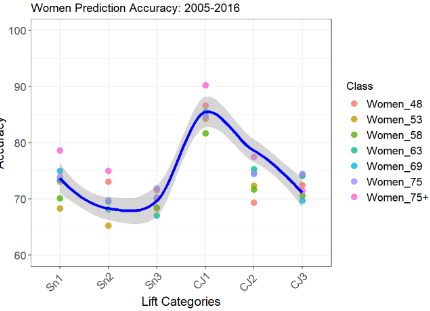 Women Prediction Accuracy: 2005-2016
100
90
80
70
60
Accuracy
Sn1
Sn2
Sn3
CJ1
CJ2
CJ3
Lift Categories
Class
Women_48
Women_53
Women_58
Women_63
Women_69
Women_75
Women_75+